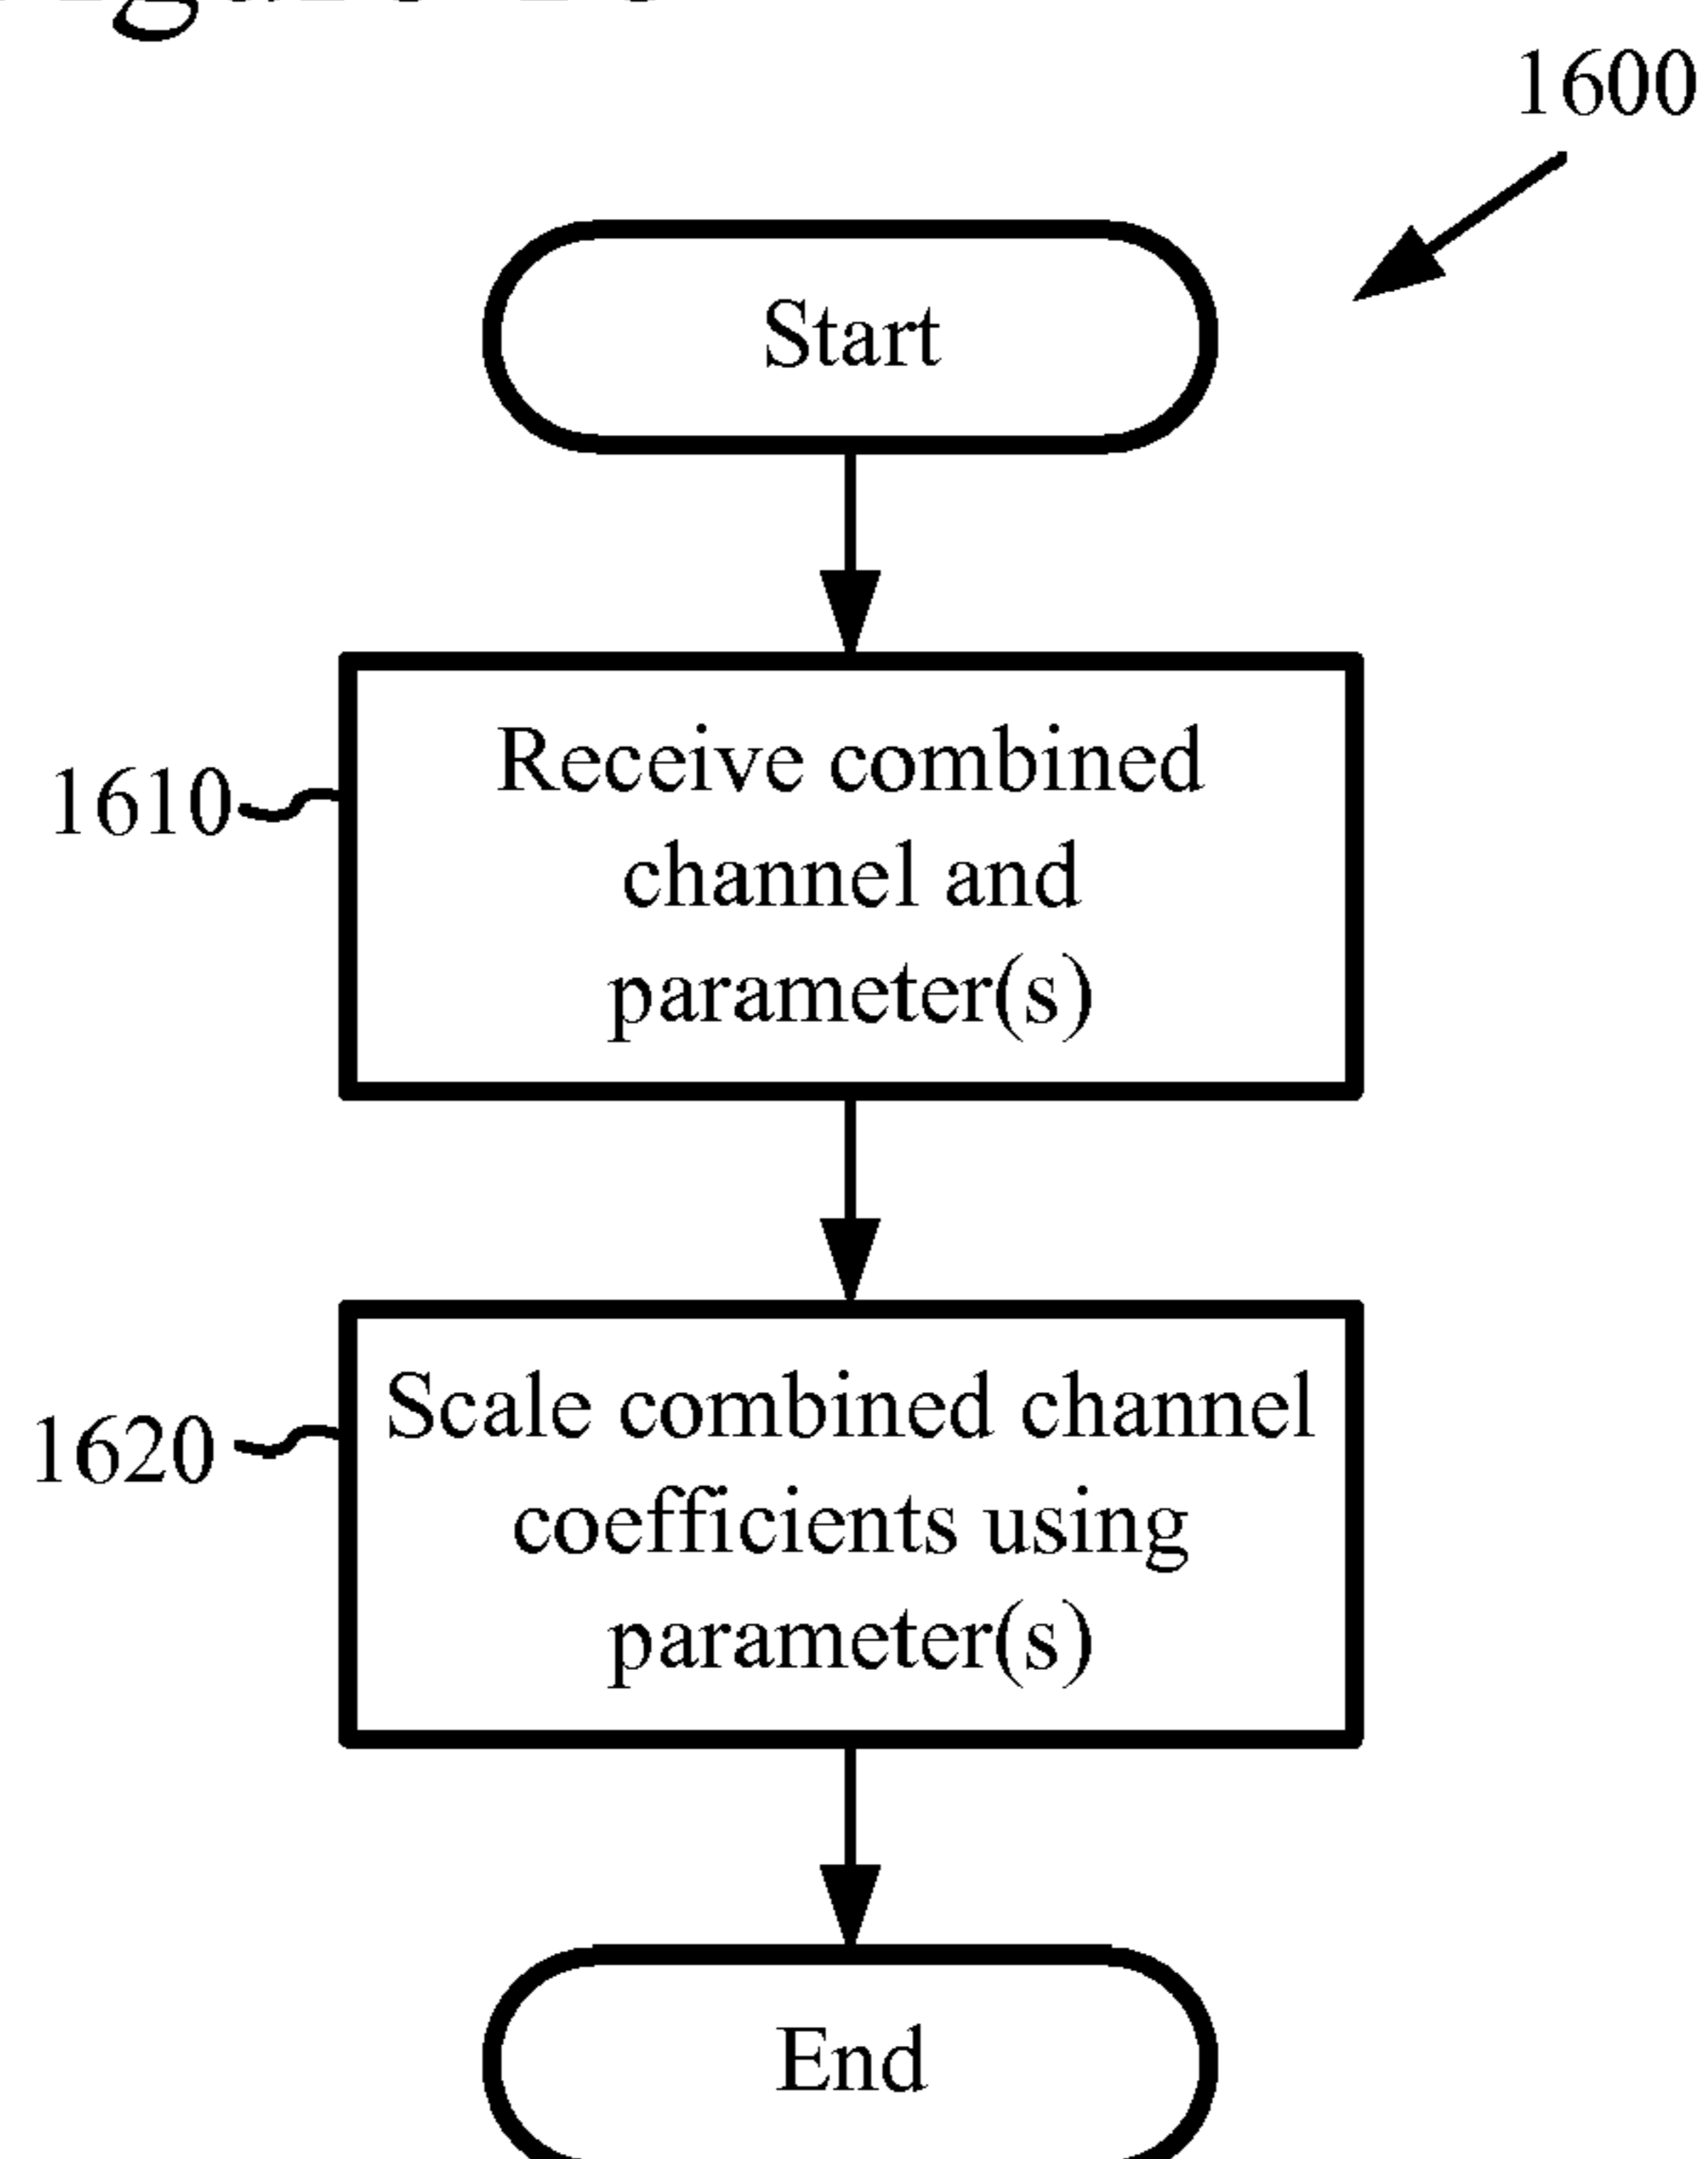 1600
Start
1610
Receive combined
channel and
parameter(s)
1620
Scale combined channel
coefficients using
parameter(s)
End